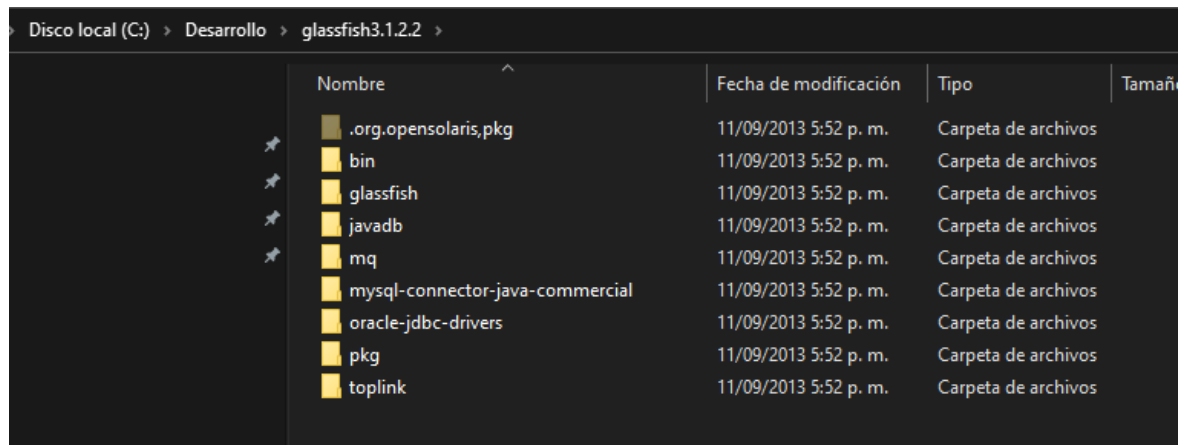 Disco local (C:) > Desarrollo > glassfish3.1.2.2 >
Nombre Fecha de modificación Tipo Tamañ
.org.opensolaris,pkg 11/09/2013 5:52 p. m. Carpeta de archivos
bin 11/09/2013 5:52 p. m. Carpeta de archivos
glassfish 11/09/2013 5:52 p. m. Carpeta de archivos
javadb 11/09/2013 5:52 p. m. Carpeta de archivos
mq 11/09/2013 5:52 p. m. Carpeta de archivos
mysql-connector-java-commercial 11/09/2013 5:52 p. m. Carpeta de archivos
oracle-jdbc-drivers 11/09/2013 5:52 p. m. Carpeta de archivos
pkg 11/09/2013 5:52 p. m. Carpeta de archivos
toplink 11/09/2013 5:52 p. m. Carpeta de archivos